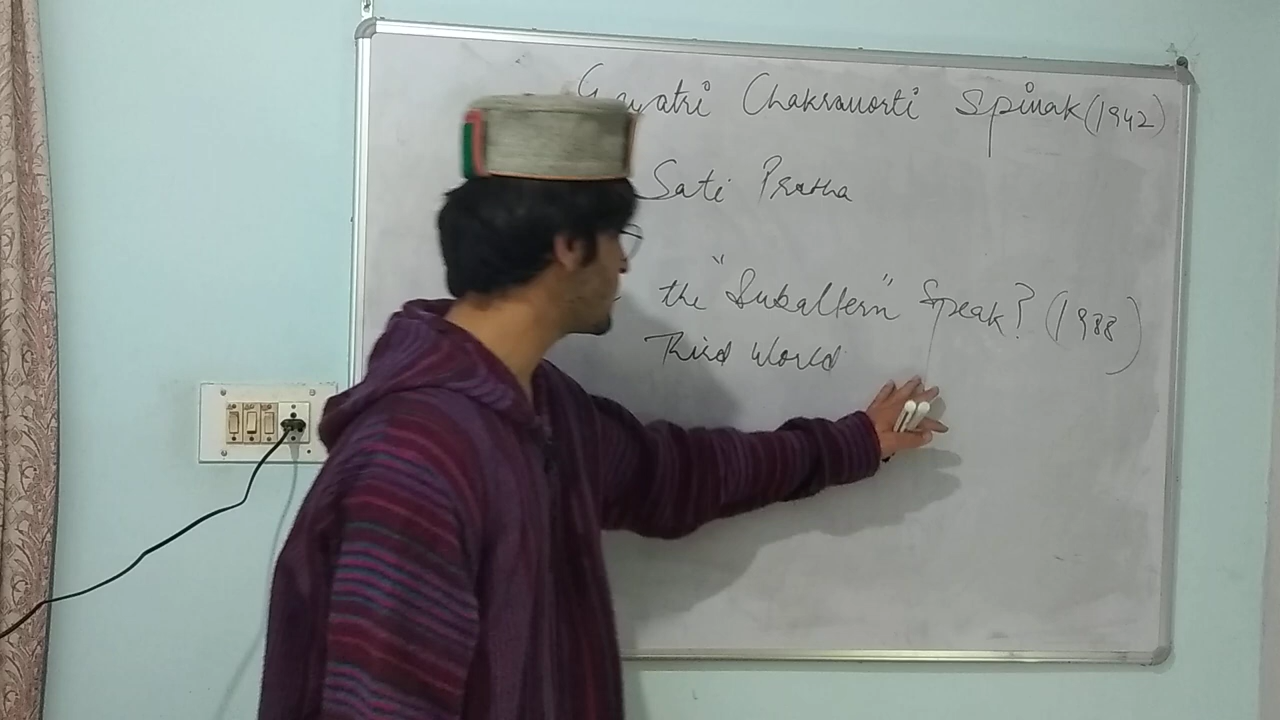 Gayatri Chakravorti Spivak (1942)
Sati Pratha
the "Subaltern" Speak? (1988)
Third World